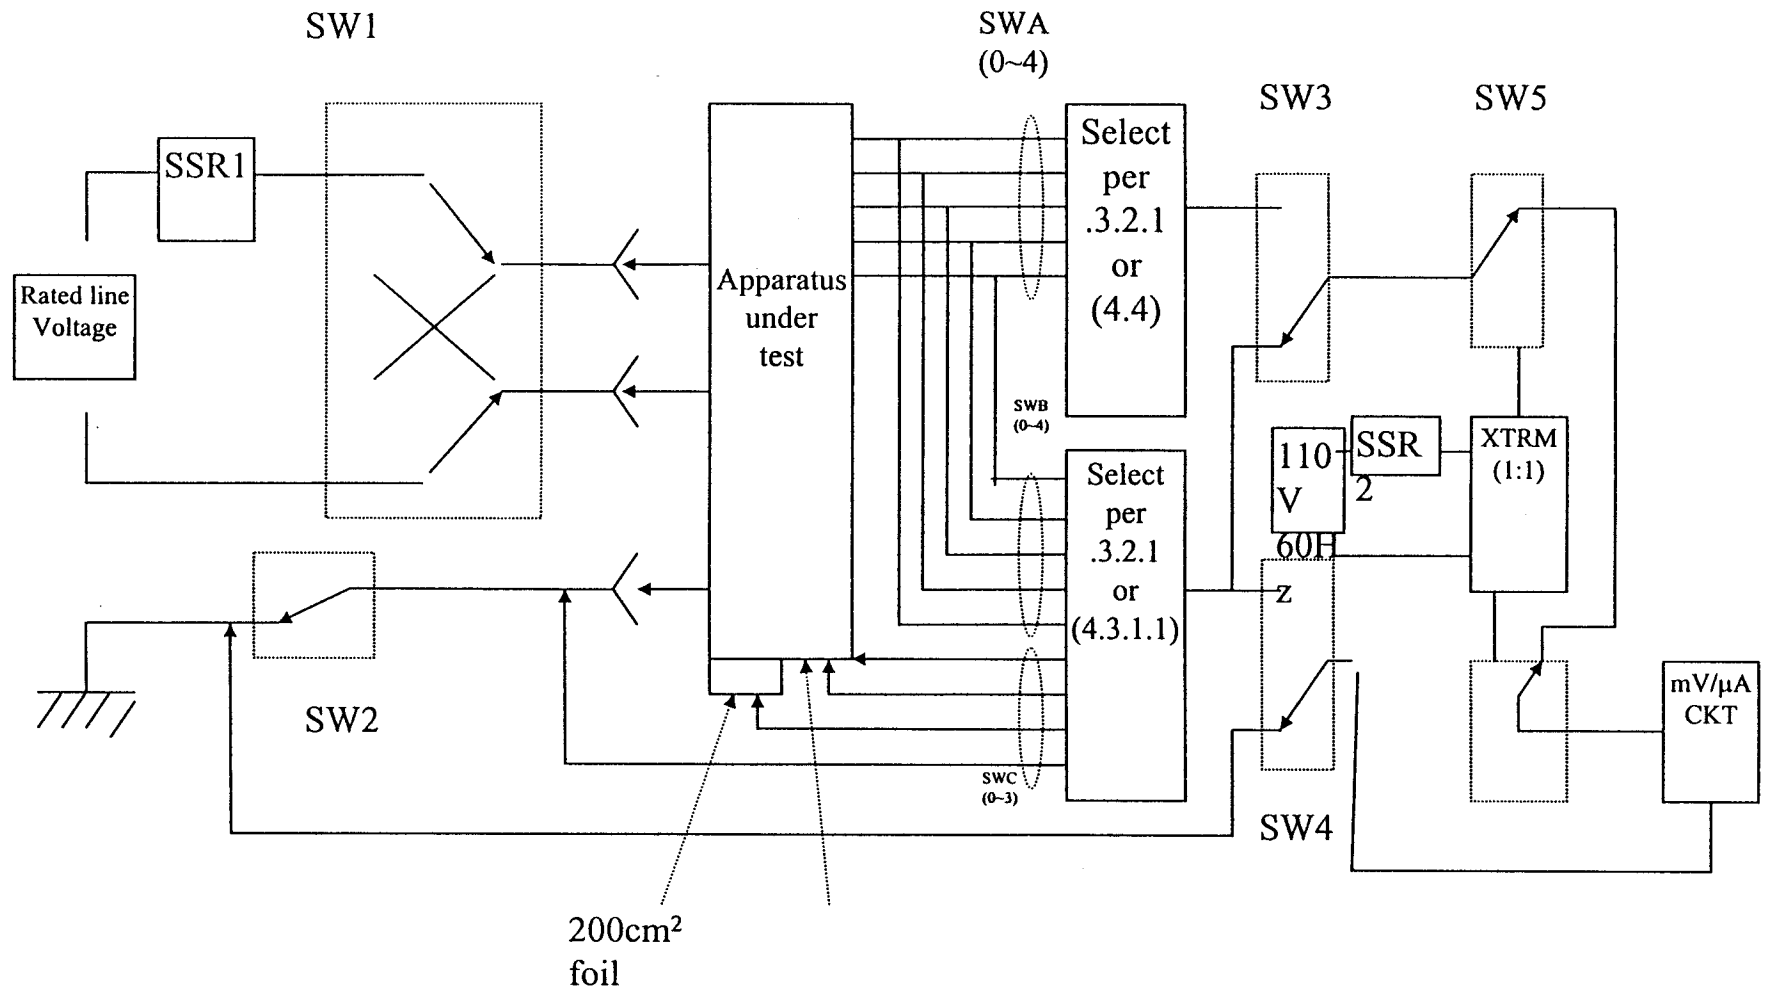 SW1
SWA
(0~4)
SW3
SW5
SSR1
Select
per
.3.2.1
or
(4.4)
Rated line
Voltage
Apparatus
under
test
SWB
(0~4)
110
V
60H
z
SSR
2
XTRM
(1:1)
Select
per
.3.2.1
or
(4.3.1.1)
SW2
mV/μA
CKT
SWC
(0~3)
SW4
200cm²
foil